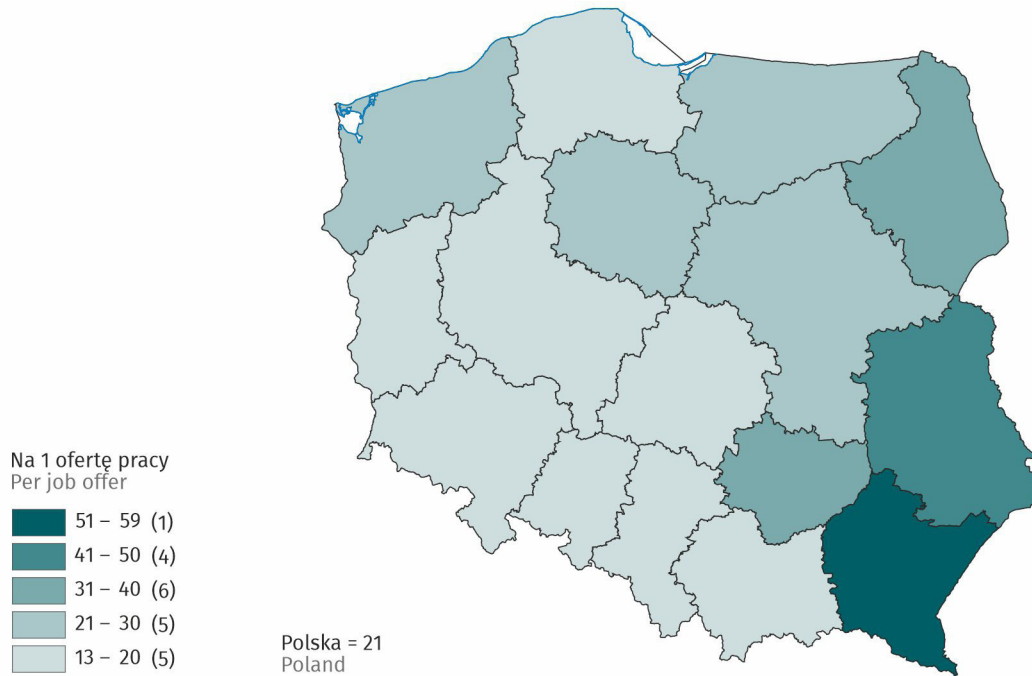 Na 1 ofertę pracy
Per job offer
51 – 59 (1)
41 – 50 (4)
31 – 40 (6)
21 – 30 (5)
13 – 20 (5)
Polska = 21
Poland